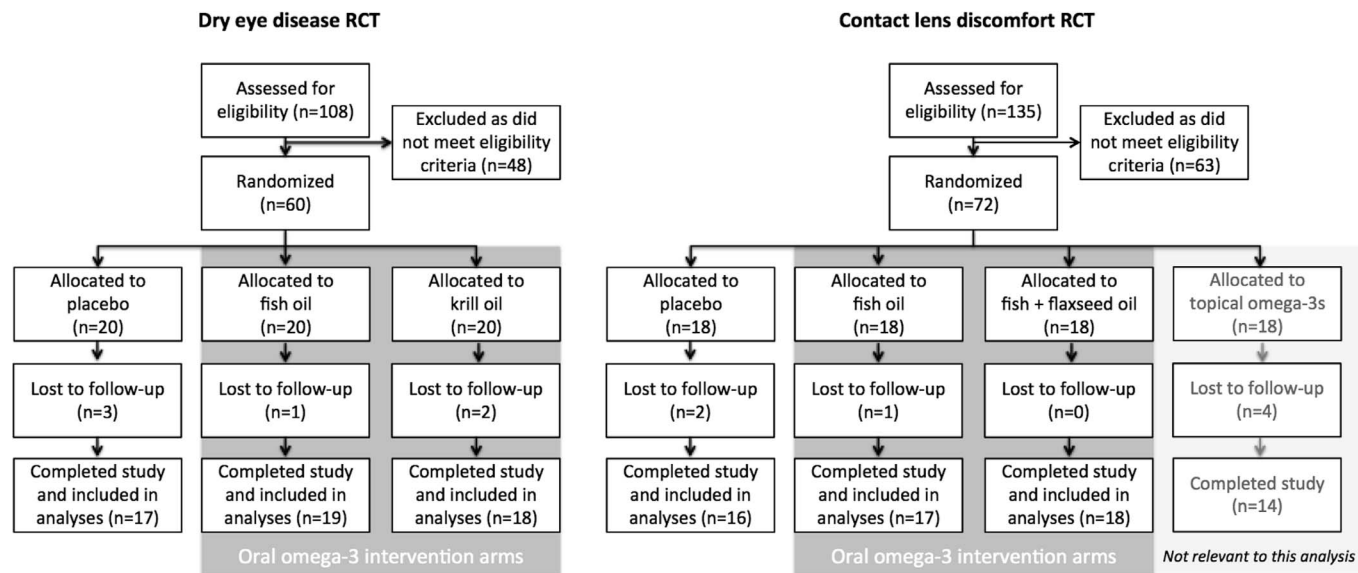 Dry eye disease RCT
Assessed for
eligibility (n=108)
Excluded as did
not meet eligibility
criteria (n=48)
Randomized
(n=60)
Allocated to
placebo
(n=20)
Allocated to
fish oil
(n=20)
Allocated to
krill oil
(n=20)
Lost to follow-up
(n=3)
Lost to follow-up
(n=1)
Lost to follow-up
(n=2)
Completed study
and included in
analyses (n=17)
Completed study
and included in
analyses (n=19)
Completed study
and included in
analyses (n=18)
Oral omega-3 intervention arms
Contact lens discomfort RCT
Assessed for
eligibility (n=135)
Excluded as did
not meet eligibility
criteria (n=63)
Randomized
(n=72)
Allocated to
placebo
(n=18)
Allocated to
fish oil
(n=18)
Allocated to
fish + flaxseed oil
(n=18)
Allocated to
topical omega-3s
(n=18)
Lost to follow-up
(n=2)
Lost to follow-up
(n=1)
Lost to follow-up
(n=0)
Lost to follow-up
(n=4)
Completed study
and included in
analyses (n=16)
Completed study
and included in
analyses (n=17)
Completed study
and included in
analyses (n=18)
Completed study
(n=14)
Oral omega-3 intervention arms
Not relevant to this analysis